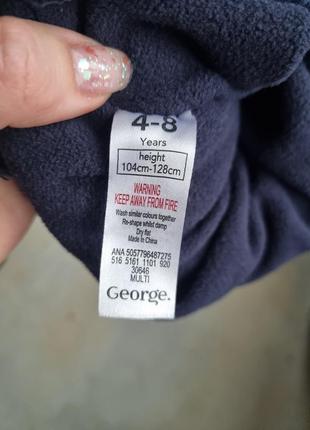 4-8
Years
height
104cm-128cm
WARNING
KEEP AWAY FROM FIRE
Wash similar colours together
Re-shape whilst damp
Dry flat
Made in China
ANA 5057796487275
516 5161 1101 920
30646
MULTI
George.